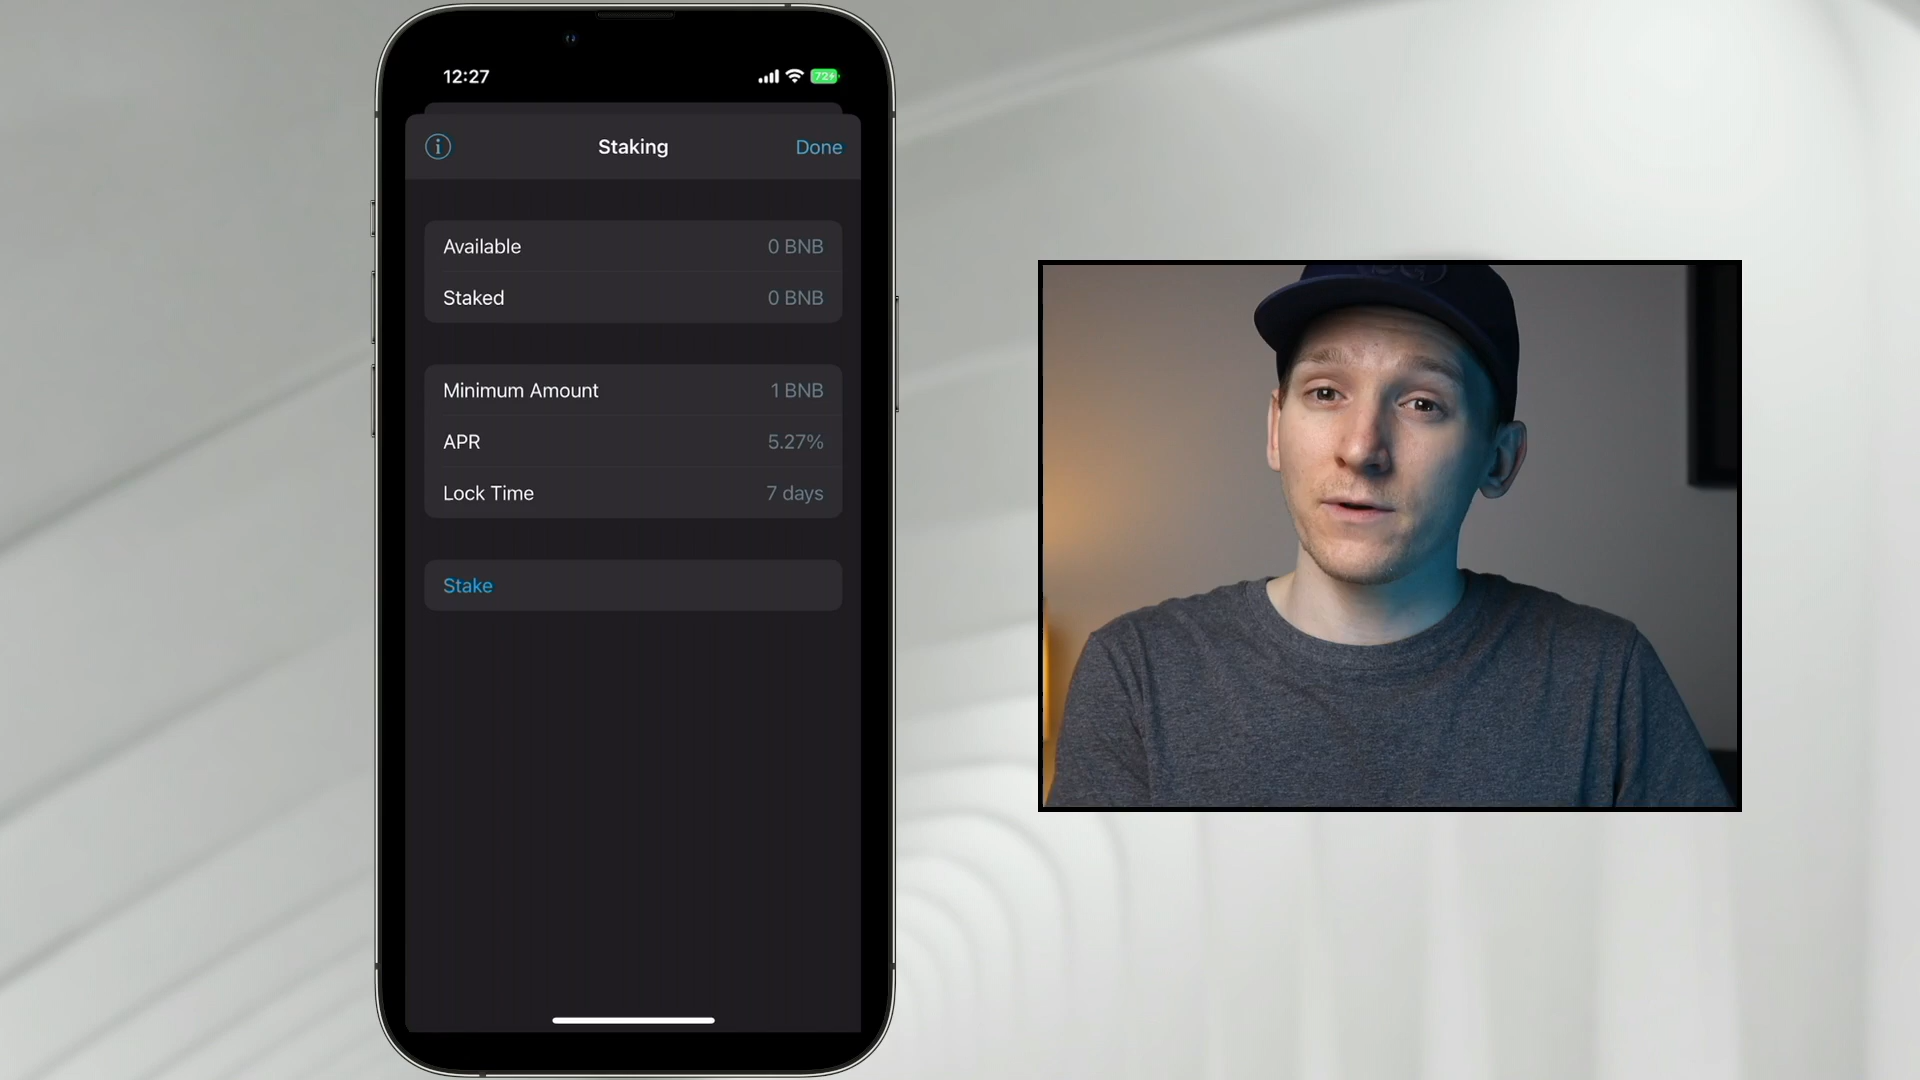 12:27
72
Staking
Done
Available
0 BNB
Staked
0 BNB
Minimum Amount
1 BNB
APR
5.27%
Lock Time
7 days
Stake